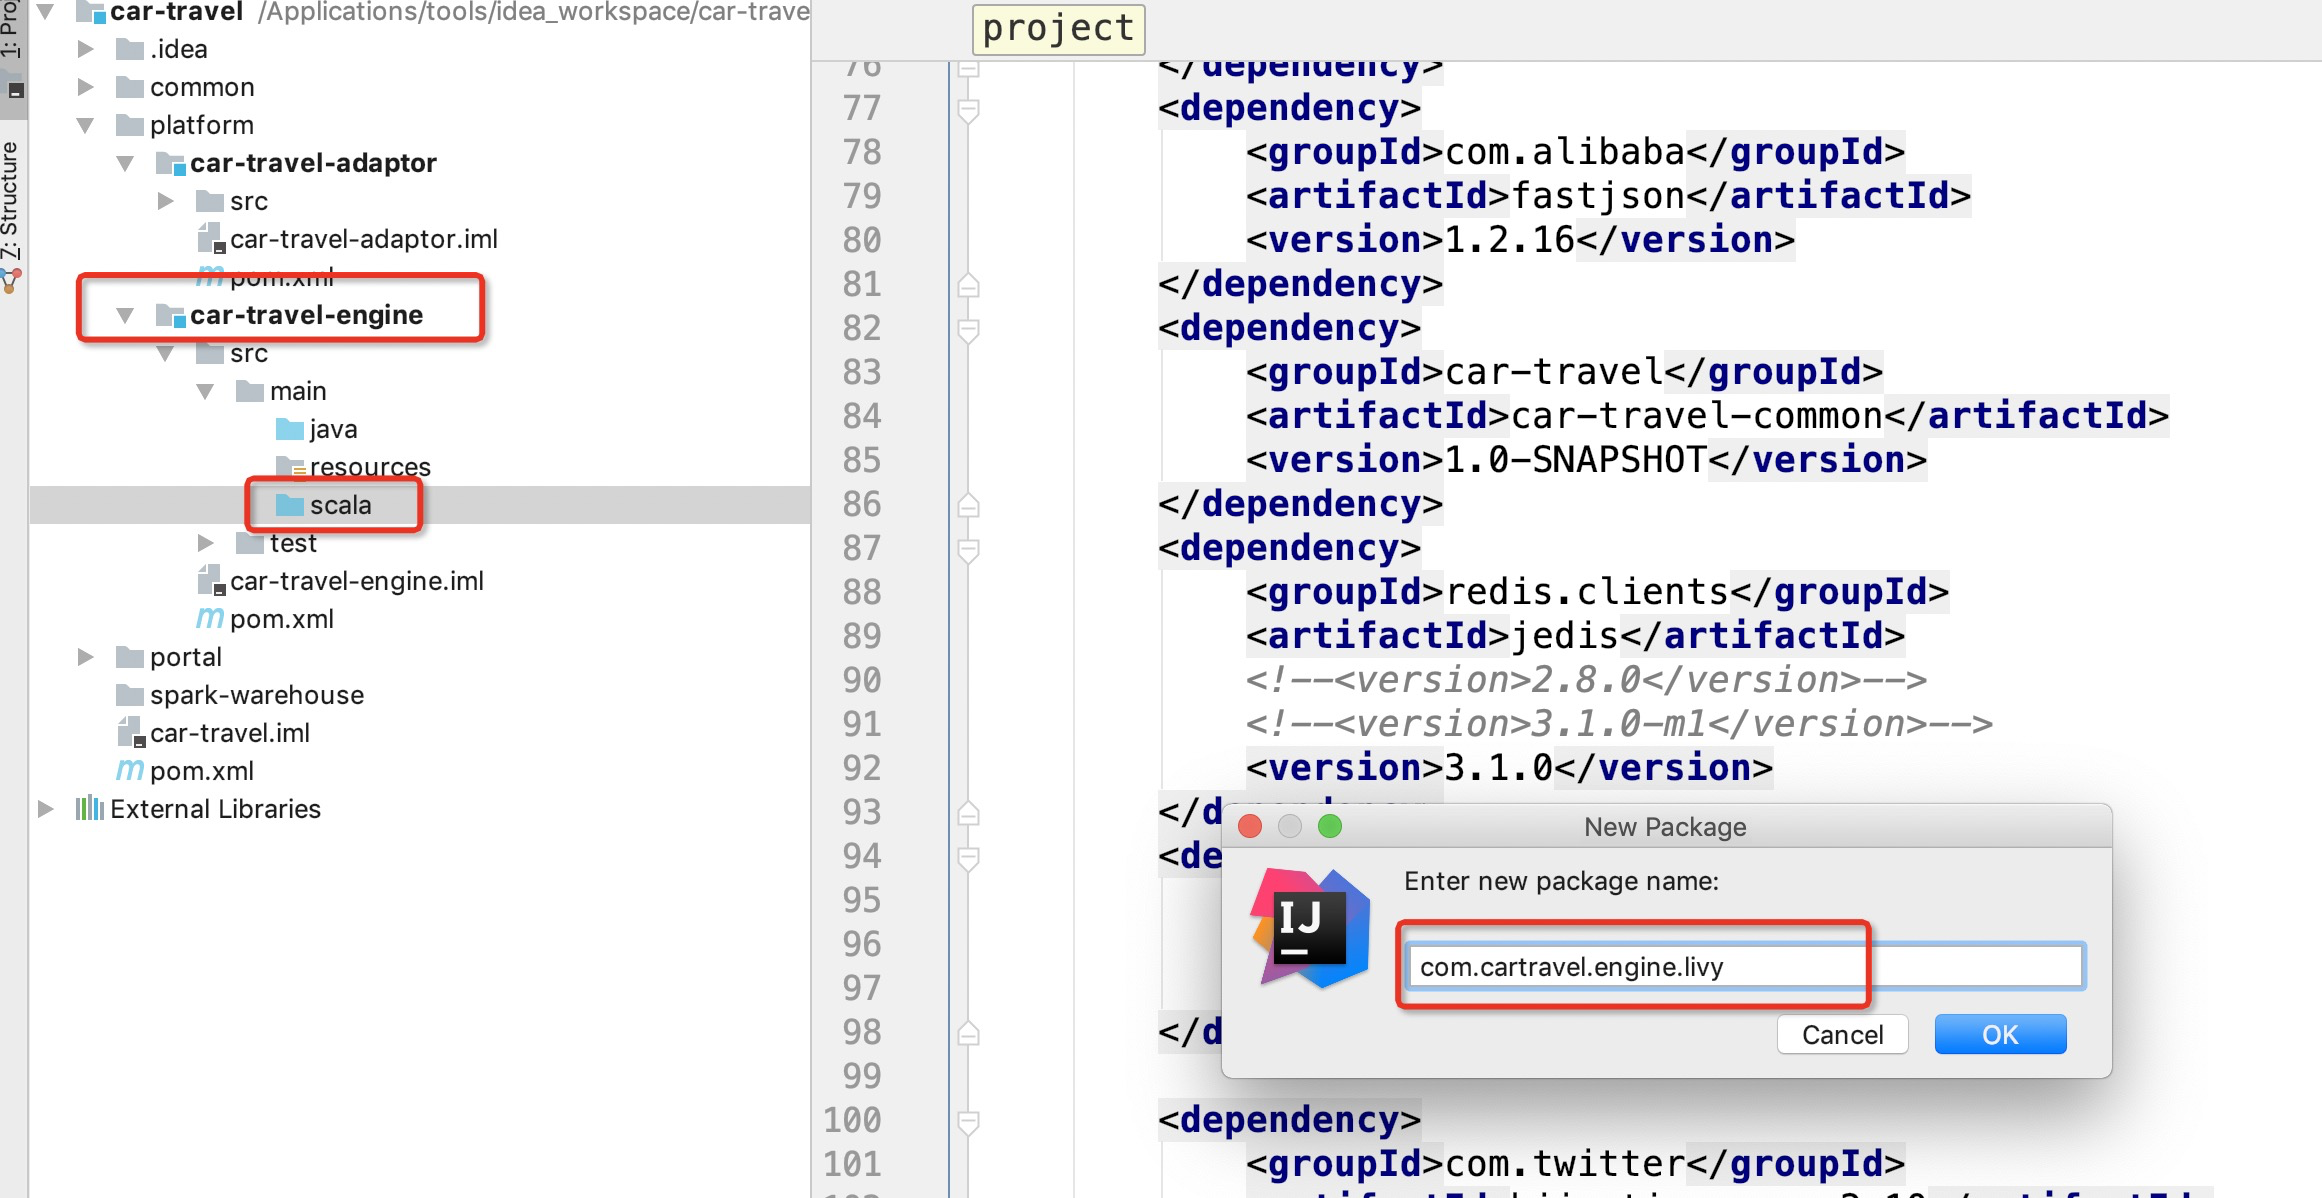 car-travel /Applications/tools/idea_workspace/car-trave
.idea
common
platform
car-travel-adaptor
src
car-travel-adaptor.iml
pom.xml
car-travel-engine
src
main
java
resources
scala
test
car-travel-engine.iml
pom.xml
portal
spark-warehouse
car-travel.iml
pom.xml
External Libraries
7: Structure
project
76 </dependency>
77 <dependency>
78 <groupId>com.alibaba</groupId>
79 <artifactId>fastjson</artifactId>
80 <version>1.2.16</version>
81 </dependency>
82 <dependency>
83 <groupId>car-travel</groupId>
84 <artifactId>car-travel-common</artifactId>
85 <version>1.0-SNAPSHOT</version>
86 </dependency>
87 <dependency>
88 <groupId>redis.clients</groupId>
89 <artifactId>jedis</artifactId>
90 <!--<version>2.8.0</version>-->
91 <!--<version>3.1.0-m1</version>-->
92 <version>3.1.0</version>
93 </dependency>
94 <de
95
96
97
98 </d
99
100 <dependency>
101 <groupId>com.twitter</groupId>
New Package
Enter new package name:
IJ
com.cartravel.engine.livy
Cancel
OK